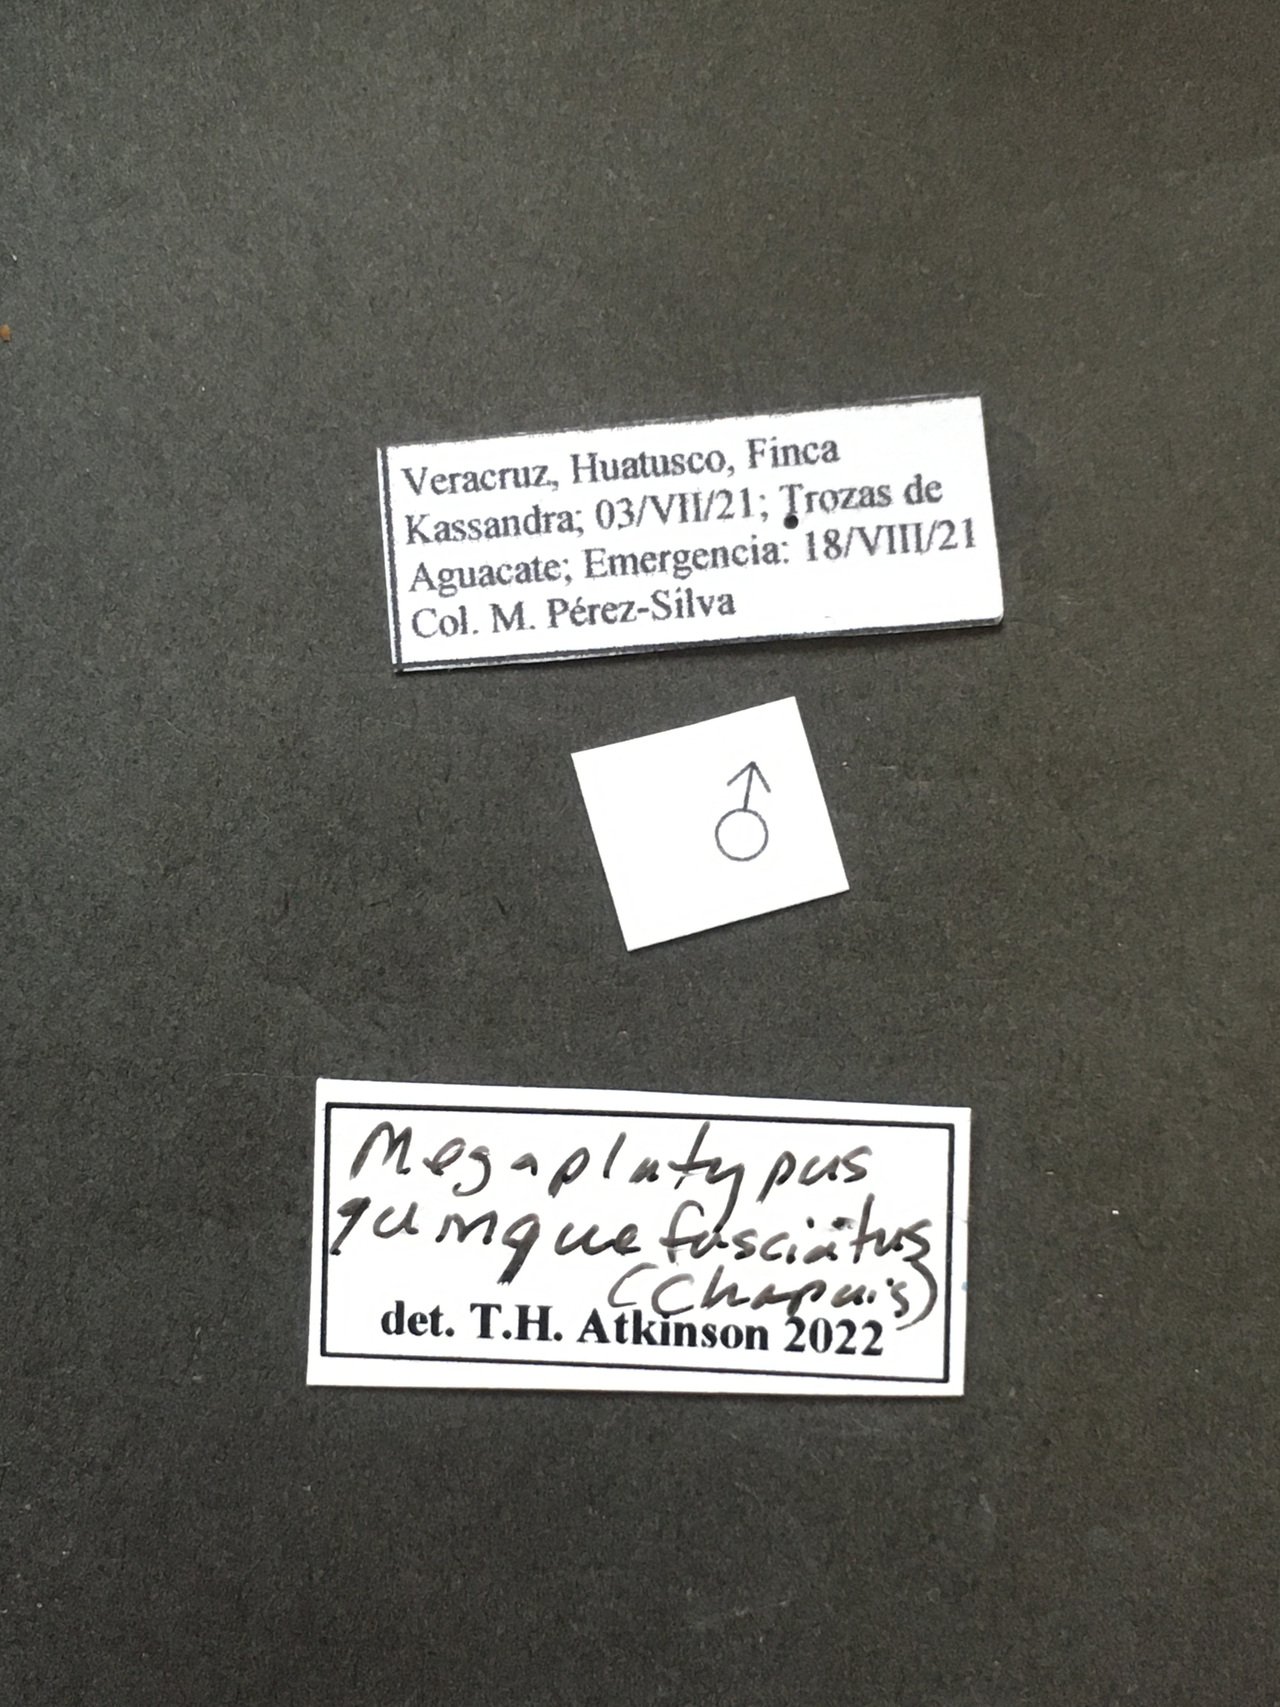 Veracruz, Huatusco, Finca
Kassandra; 03/VII/21; Trozas de
Aguacate; Emergencia: 18/VIII/21
Col. M. Pérez-Silva
♂
Megaplatypus
quinquefasciatus
(Chapuis)
det. T.H. Atkinson 2022